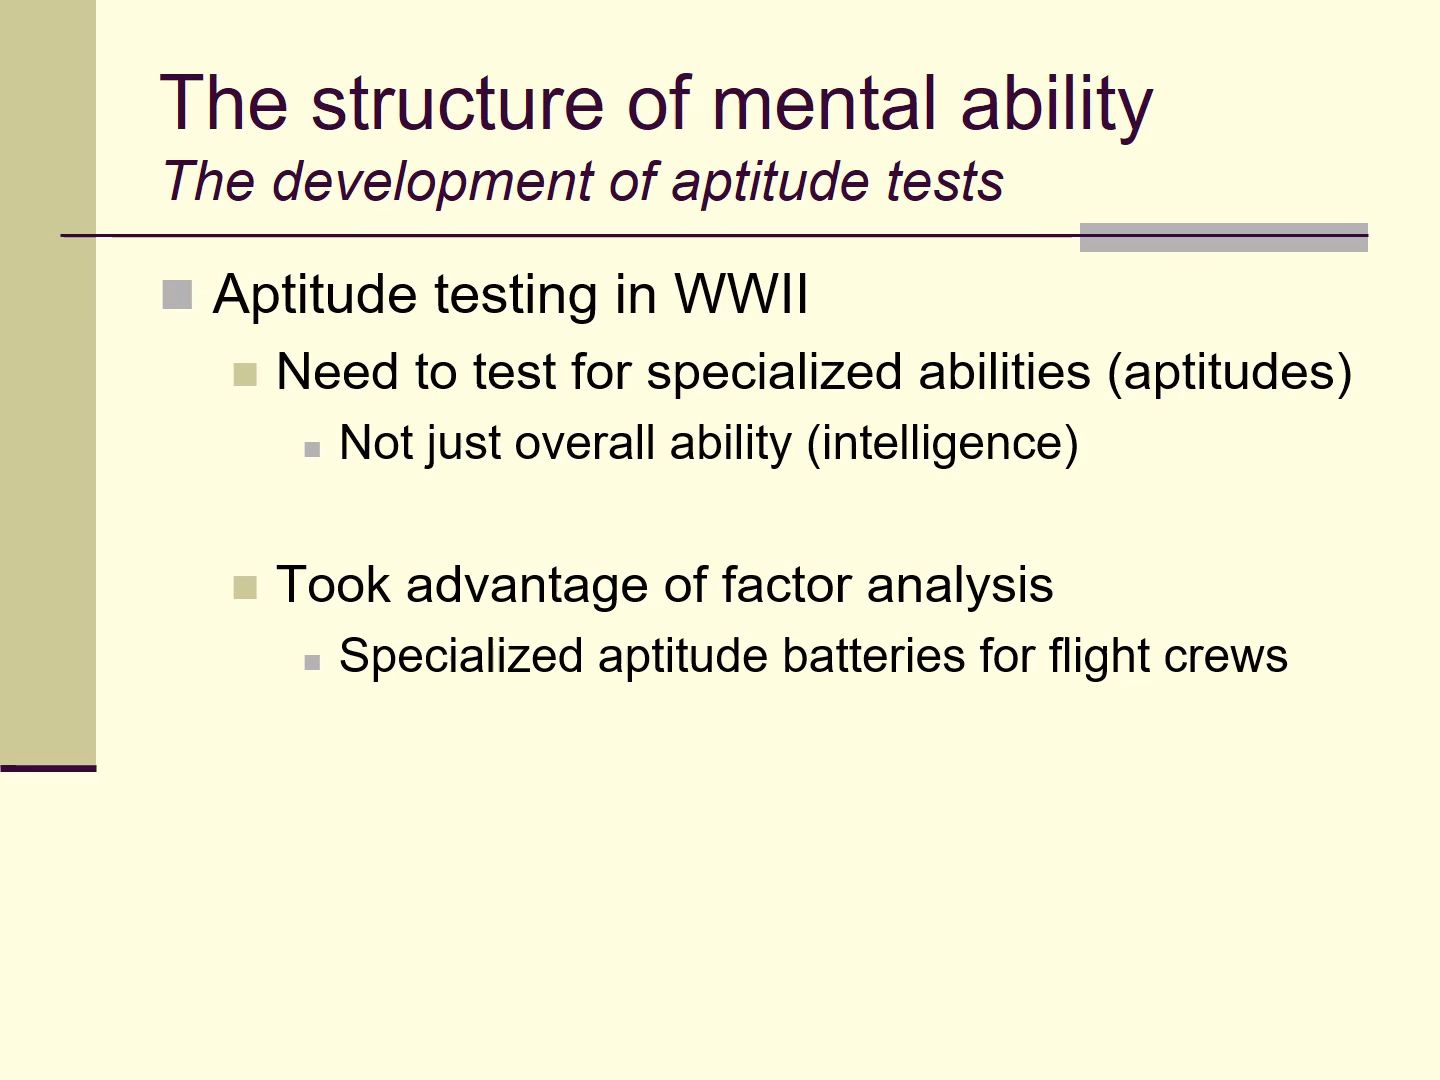 The structure of mental ability
The development of aptitude tests
Aptitude testing in WWII
Need to test for specialized abilities (aptitudes)
Not just overall ability (intelligence)
Took advantage of factor analysis
Specialized aptitude batteries for flight crews